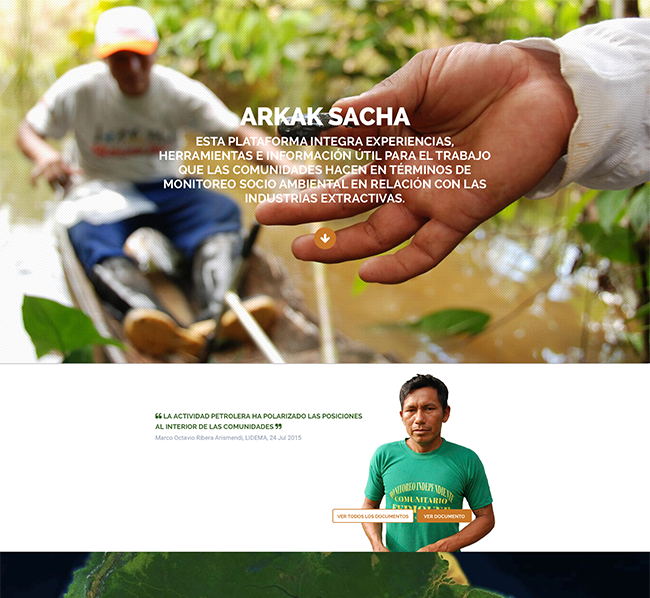 ARKAK SACHA
ESTA PLATAFORMA INTEGRA EXPERIENCIAS,
HERRAMIENTAS E INFORMACIÓN ÚTIL PARA EL TRABAJO
QUE LAS COMUNIDADES HACEN EN TÉRMINOS DE
MONITOREO SOCIO AMBIENTAL EN RELACIÓN CON LAS
INDUSTRIAS EXTRACTIVAS.
❝ LA ACTIVIDAD PETROLERA HA POLARIZADO LAS POSICIONES
AL INTERIOR DE LAS COMUNIDADES ❞
Marco Octavio Ribera Arismendi, LIDEMA, 24 Jul 2015
MONITOREO INDEPENDIENTE
COMUNITARIO
VER TODOS LOS DOCUMENTOS
VER DOCUMENTO